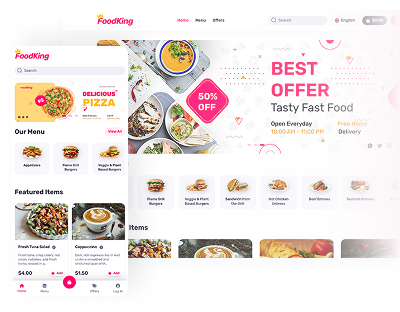 FoodKing
Home
Menu
Offers
Search
English
FoodKing
Search
DELICIOUS
PIZZA
50%
OFF
BEST
OFFER
Tasty Fast Food
Open Everyday
10:00 AM - 11:00 PM
Free Home
Delivery
Our Menu
View All
Appetizers
Flame Grill
Burgers
Veggie & Plant
Based Burgers
Flame Grill
Burgers
Veggie & Plant
Based Burgers
Sandwich from
the Grill
Hot Chicken
Entrees
Beef Entrees
Seafood Entrees
Featured Items
Items
Fresh Tuna Salad
Cappuccino
$4.00
Add
$1.50
Add
Home
Menu
Offers
Log In